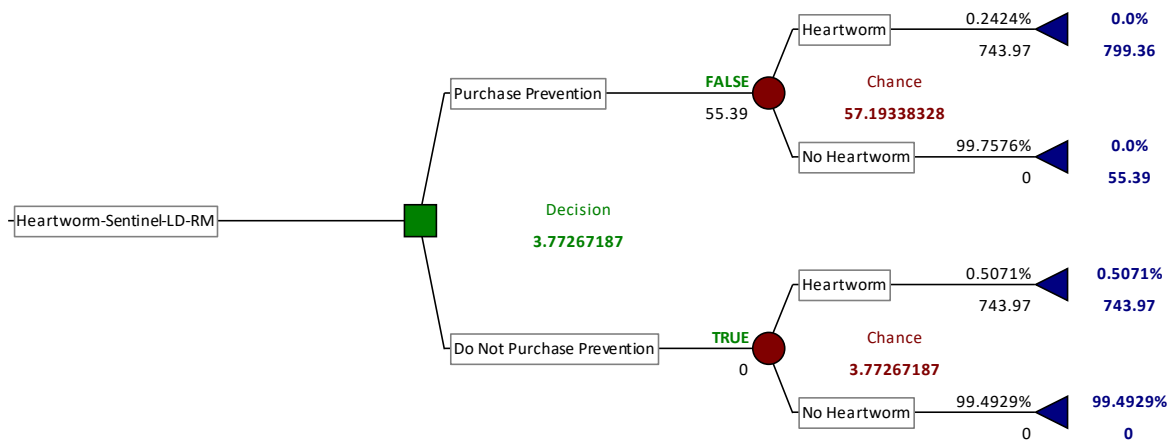 Heartworm
0.2424%
0.0%
743.97
799.36
Purchase Prevention
FALSE
Chance
55.39
57.19338328
No Heartworm
99.7576%
0.0%
0
55.39
Heartworm-Sentinel-LD-RM
Decision
3.77267187
Heartworm
0.5071%
0.5071%
743.97
743.97
Do Not Purchase Prevention
TRUE
Chance
0
3.77267187
No Heartworm
99.4929%
99.4929%
0
0